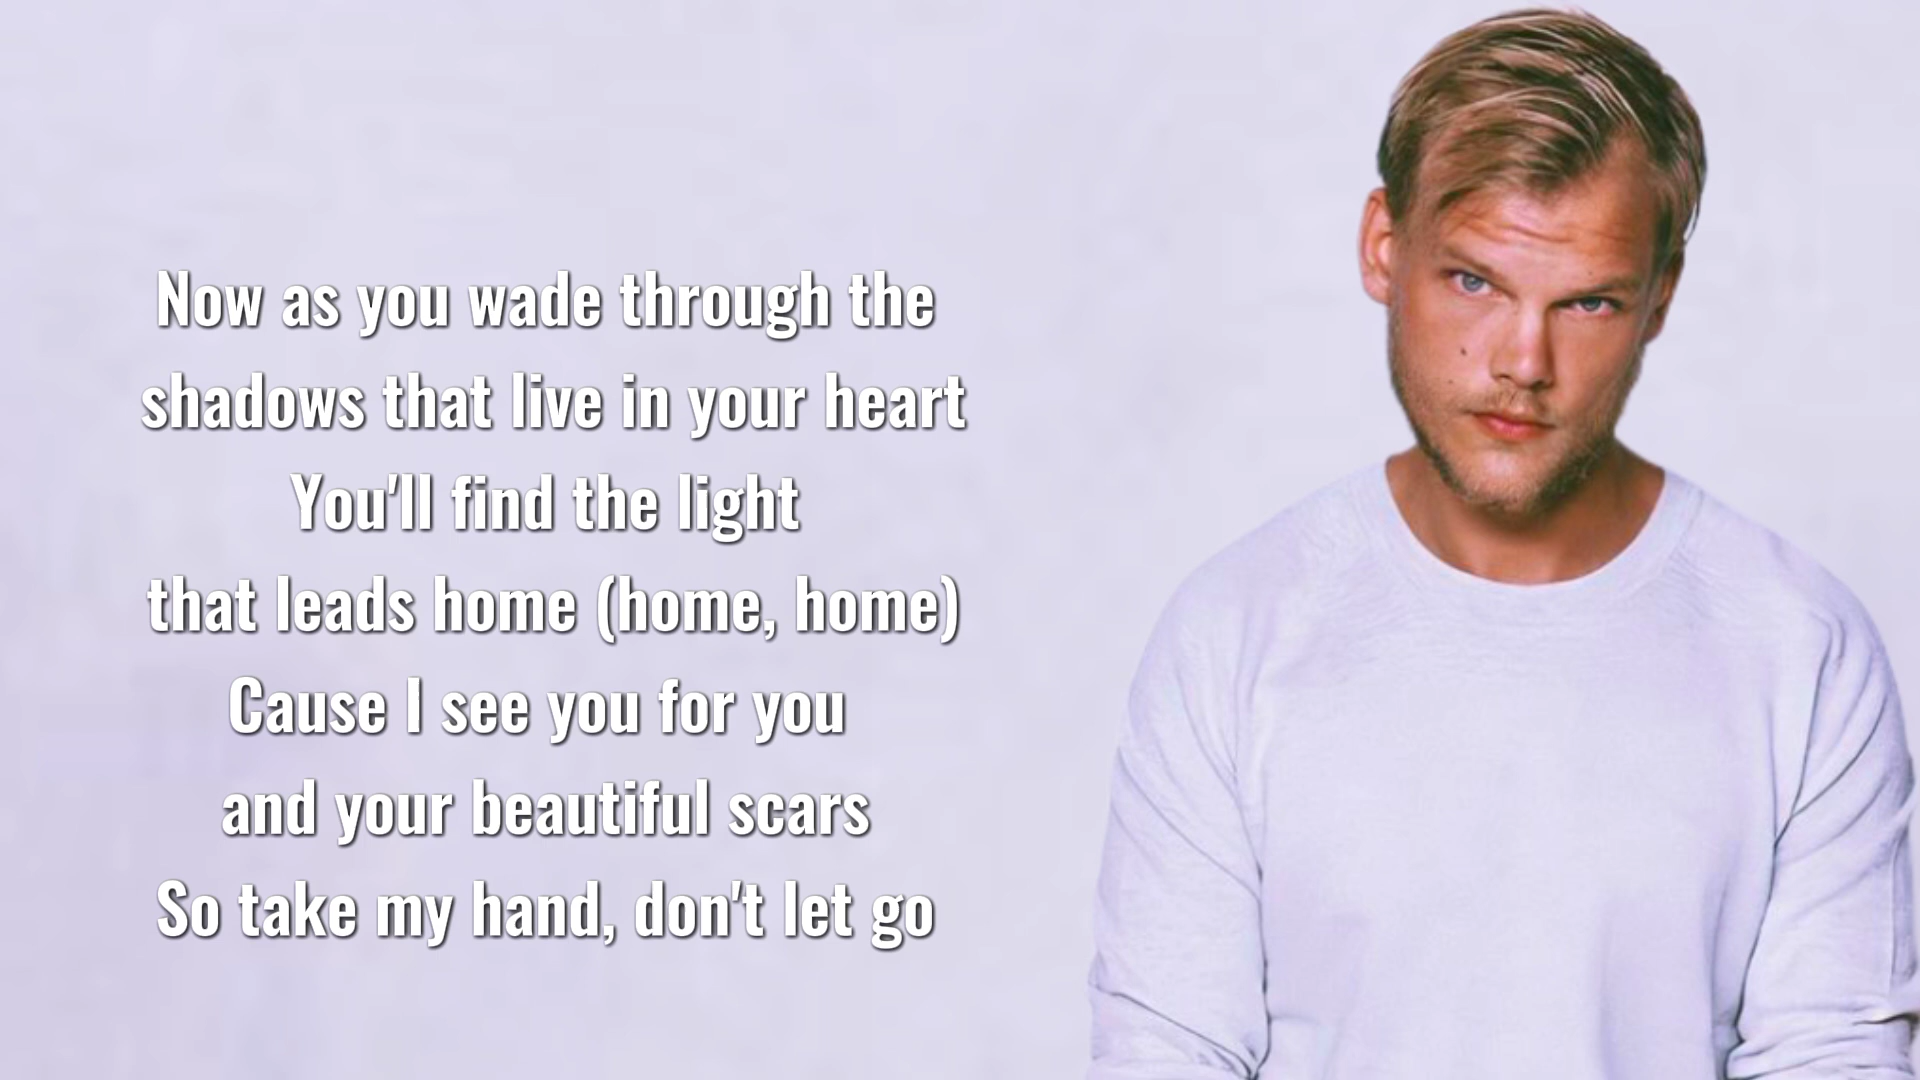 Now as you wade through the
shadows that live in your heart
You'll find the light
that leads home (home, home)
Cause I see you for you
and your beautiful scars
So take my hand, don't let go